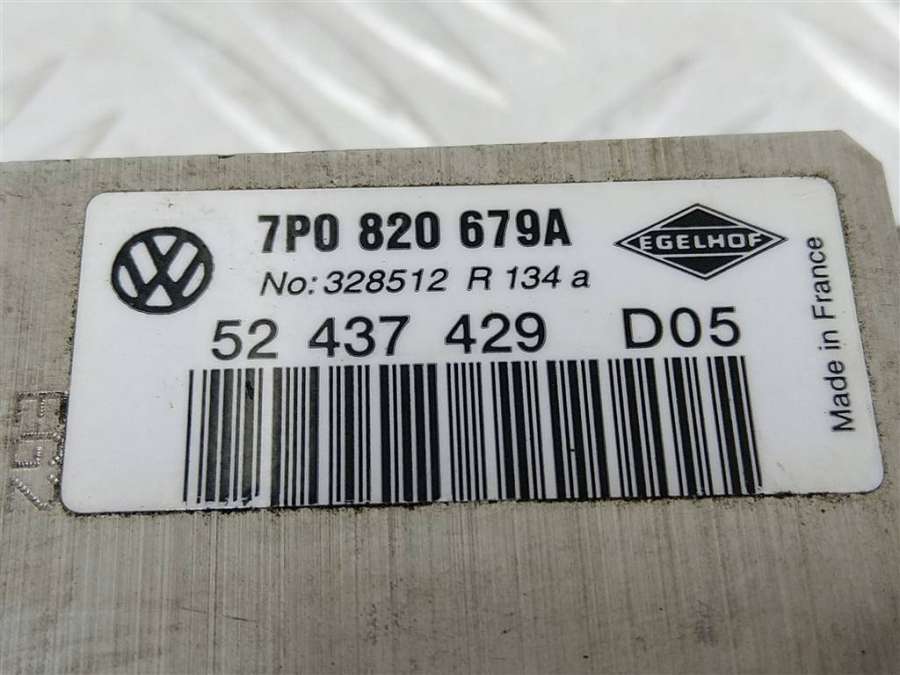 7P0 820 679A
EGELHOF
No: 328512 R 134 a
52 437 429 D05
Made in France